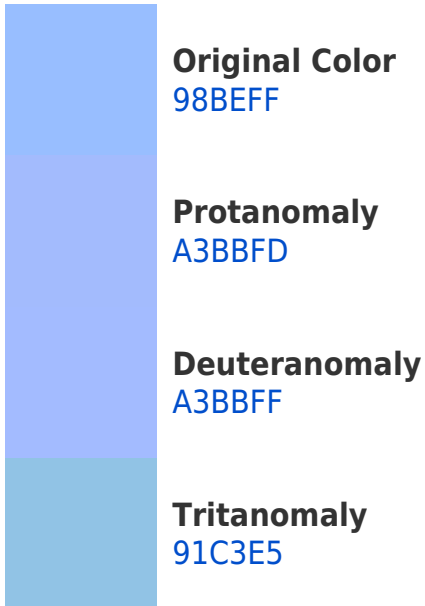 Original Color
98BEFF
Protanomaly
A3BBFD
Deuteranomaly
A3BBFF
Tritanomaly
91C3E5